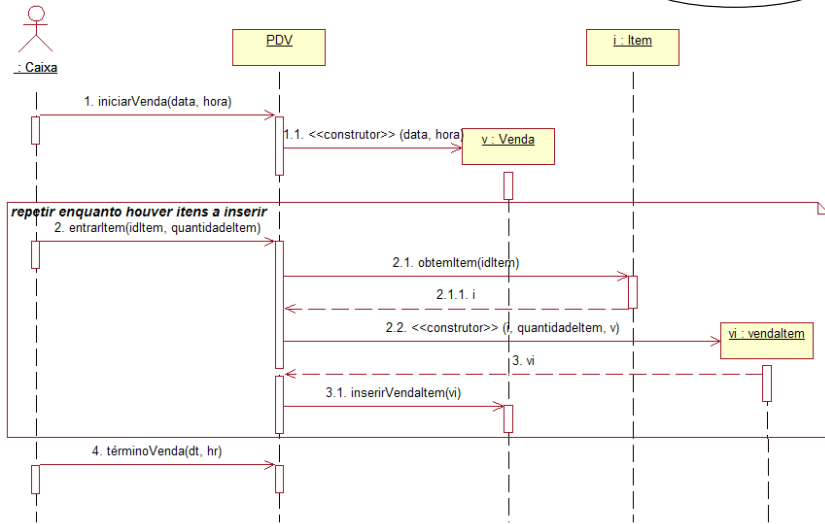 : Caixa
PDV
i : Item
1. iniciarVenda(data, hora)
1.1. <<construtor>> (data, hora)
v : Venda
repetir enquanto houver itens a inserir
2. entrarItem(idItem, quantidadeItem)
2.1. obtemItem(idItem)
2.1.1. i
2.2. <<construtor>> (i, quantidadeItem, v)
vi : vendaItem
3. vi
3.1. inserirVendaItem(vi)
4. términoVenda(dt, hr)